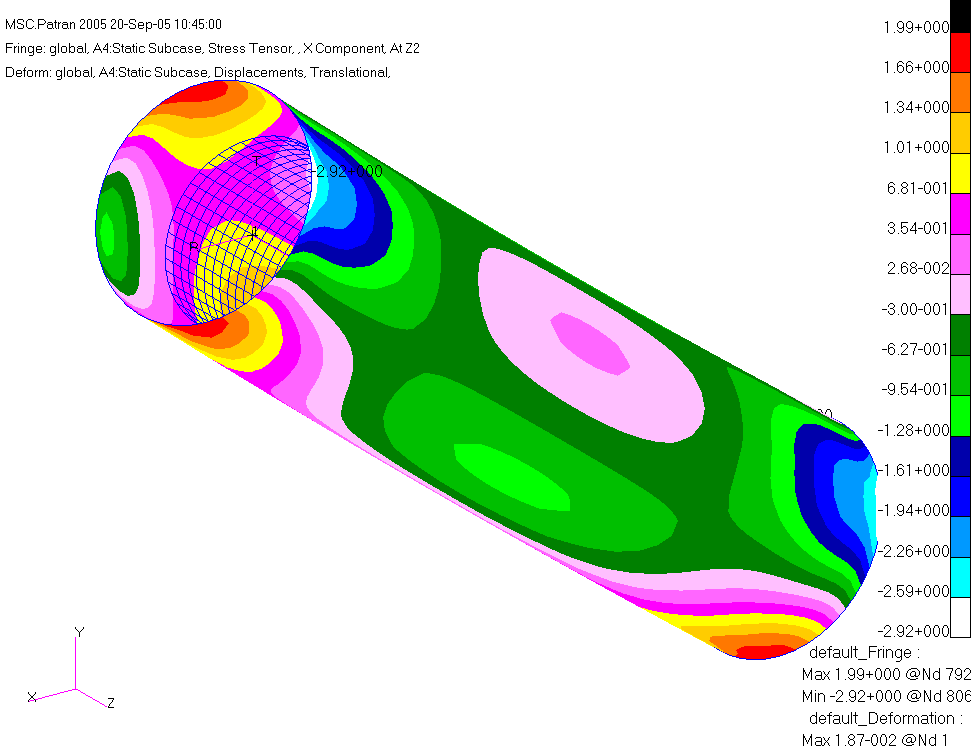 MSC.Patran 2005 20-Sep-05 10:45:00
Fringe: global, A4:Static Subcase, Stress Tensor, , X Component, At Z2
Deform: global, A4:Static Subcase, Displacements, Translational,
1.99+000
1.66+000
1.34+000
1.01+000
6.81-001
3.54-001
2.68-002
-3.00-001
-6.27-001
-9.54-001
-1.28+000
-1.61+000
-1.94+000
-2.26+000
-2.59+000
-2.92+000
T
-2.92+000
R
Y
X
Z
default_Fringe :
Max 1.99+000 @Nd 792
Min -2.92+000 @Nd 806
default_Deformation :
Max 1.87-002 @Nd 1